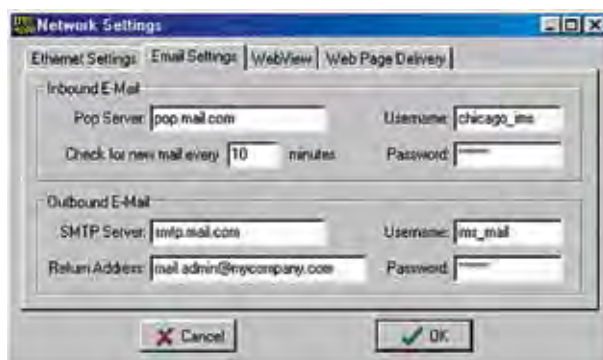 Network Settings
Ethernet Settings Email Settings WebView Web Page Delivery
Inbound E-Mail
Pop Server: pop.mail.com Username: chicago_ims
Check for new mail every 10 minutes Password: ******
Outbound E-Mail
SMTP Server: smtp.mail.com Username: ims_mail
Return Address: mail.admin@mycompany.com Password: ******
Cancel OK